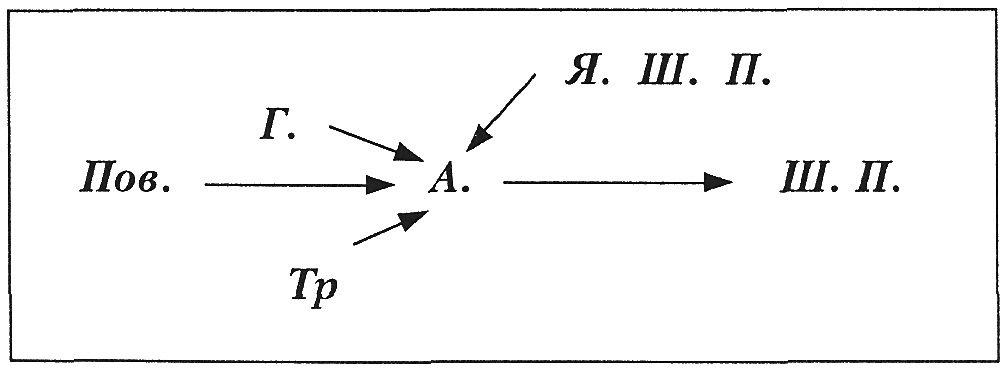 Я. Ш. П.
Г.
Пов.
А.
Ш. П.
Тр